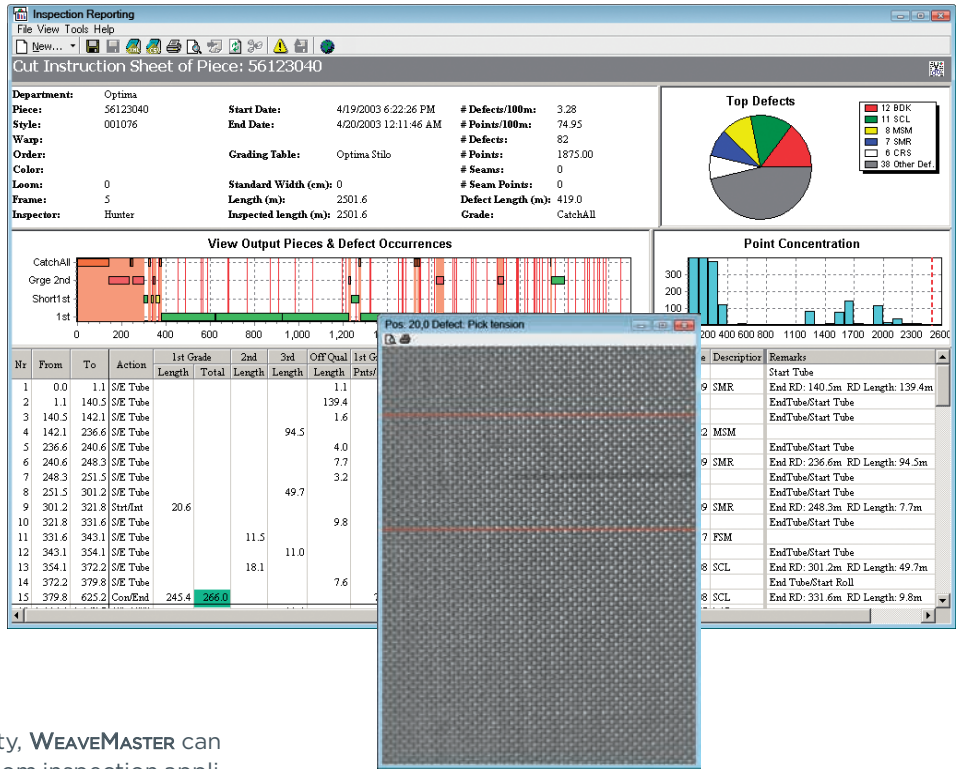 Inspection Reporting
File View Tools Help
New...
Cut Instruction Sheet of Piece: 56123040
Department: Optima
Piece: 56123040 Start Date: 4/19/2003 6:22:26 PM # Defects/100m: 3.28
Style: 001076 End Date: 4/20/2003 12:11:46 AM # Points/100m: 74.95
Warp: # Defects: 82
Order: Grading Table: Optima Stilo # Points: 1875.00
Color: # Seams: 0
Loom: 0 Standard Width (cm): 0 # Seam Points: 0
Frame: 5 Length (m): 2501.6 Defect Length (m): 419.0
Inspector: Hunter Inspected length (m): 2501.6 Grade: CatchAll
Top Defects
12 BDK
11 SCL
8 MSM
7 SMR
6 CRS
38 Other Def.
View Output Pieces & Defect Occurrences
CatchAll
Grge 2nd
Short1st
1st
0 200 400 600 800 1,000 1,200
Point Concentration
300
200
100
200 400 600 800 1100 1400 1700 2000 2300 2600
Pos: 20,0 Defect: Pick tension
Nr From To Action 1st Grade 2nd 3rd Off Qual 1st G Description Remarks
Length Total Length Length Length Pnts/ Start Tube
1 0.0 1.1 S/E Tube 1.1 9 SMR End RD: 140.5m RD Length: 139.4m
2 1.1 140.5 S/E Tube 139.4 EndTube/Start Tube
3 140.5 142.1 S/E Tube 1.6 EndTube/Start Tube
4 142.1 236.6 S/E Tube 94.5 2 MSM
5 236.6 240.6 S/E Tube 4.0 EndTube/Start Tube
6 240.6 248.3 S/E Tube 7.7 9 SMR End RD: 236.6m RD Length: 94.5m
7 248.3 251.5 S/E Tube 3.2 EndTube/Start Tube
8 251.5 301.2 S/E Tube 49.7 EndTube/Start Tube
9 301.2 321.8 Strt/Int 20.6 9 SMR End RD: 248.3m RD Length: 7.7m
10 321.8 331.6 S/E Tube 9.8 EndTube/Start Tube
11 331.6 343.1 S/E Tube 11.5 7 FSM
12 343.1 354.1 S/E Tube 11.0 EndTube/Start Tube
13 354.1 372.2 S/E Tube 18.1 8 SCL End RD: 301.2m RD Length: 49.7m
14 372.2 379.8 S/E Tube 7.6 End Tube/Start Roll
15 379.8 625.2 Con/End 245.4 266.0 8 SCL End RD: 331.6m RD Length: 9.8m
ty, WEAVEMASTER can
om inspection appli